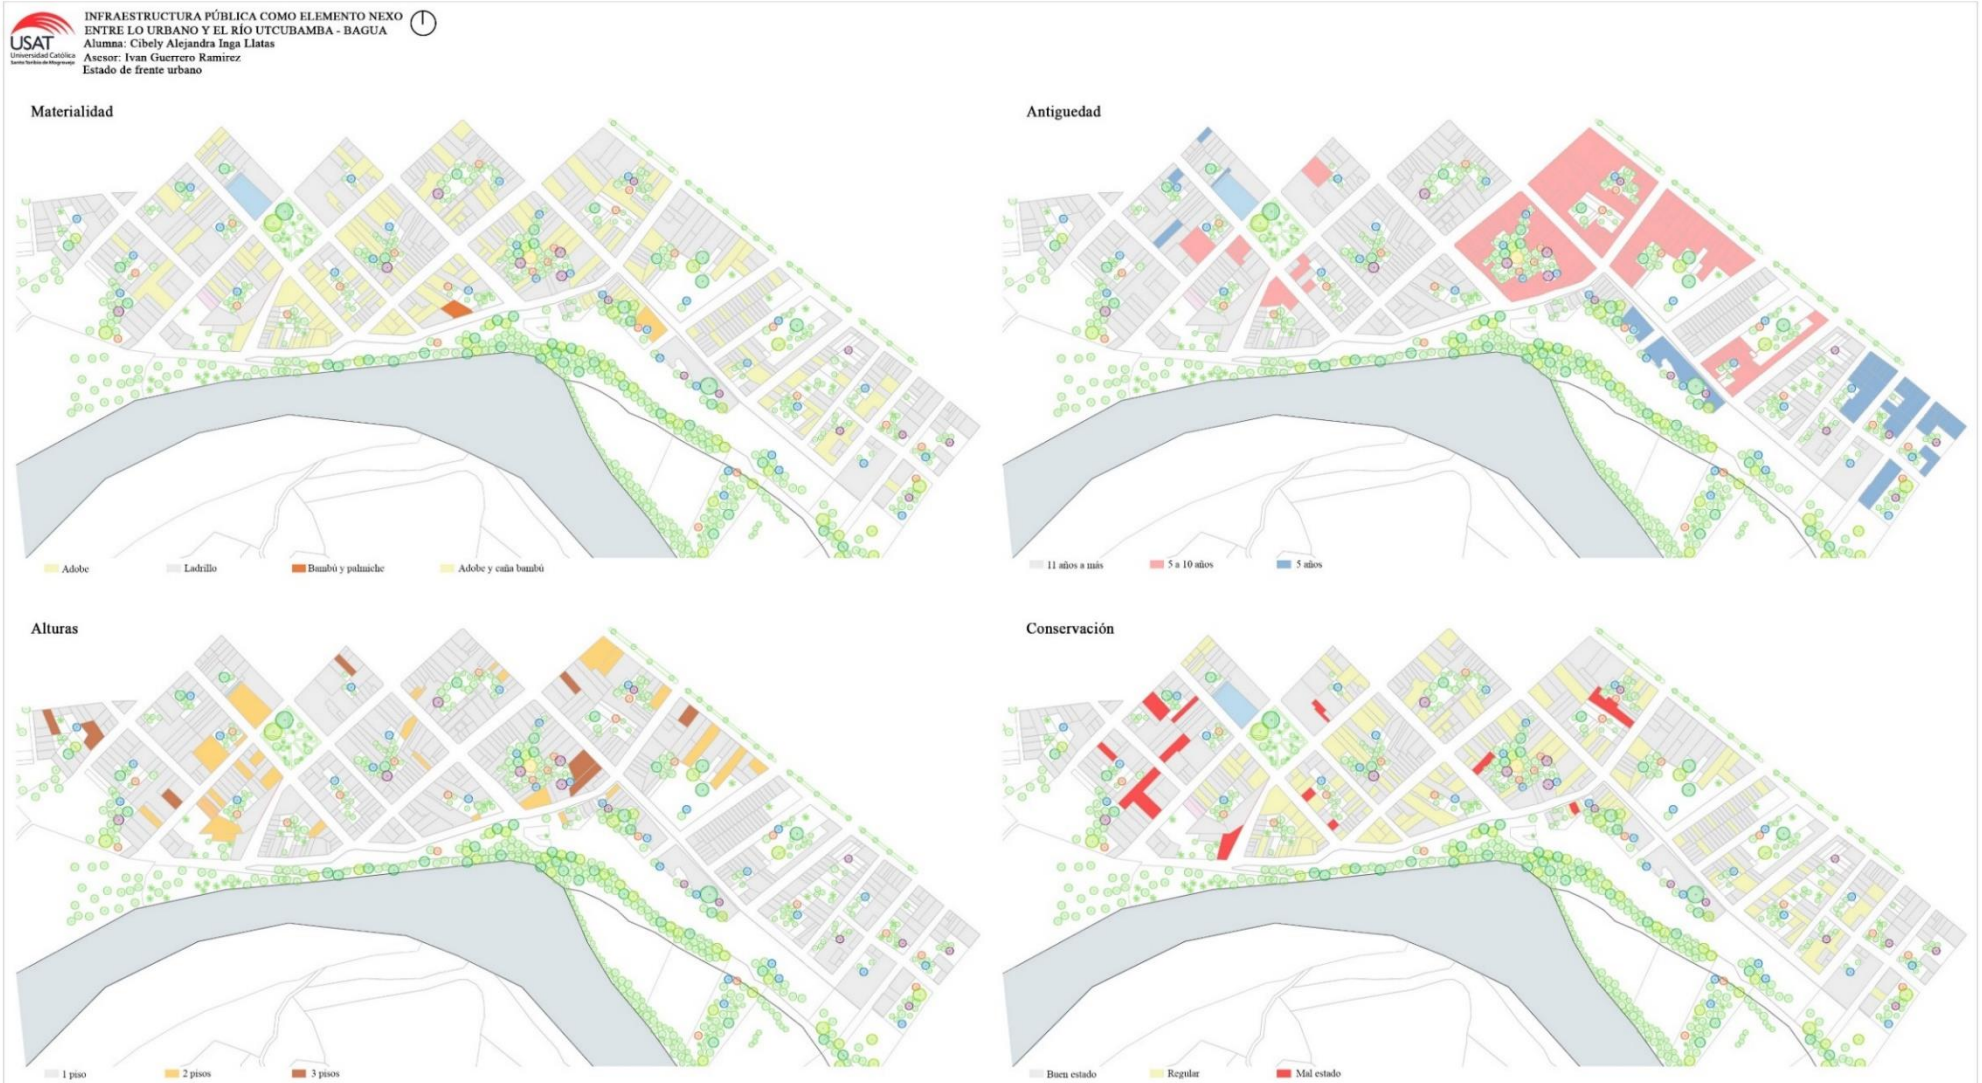 INFRAESTRUCTURA PÚBLICA COMO ELEMENTO NEXO
ENTRE LO URBANO Y EL RÍO UTCUBAMBA - BAGUA
Alumna: Cibely Alejandra Inga Llatas
Asesor: Ivan Guerrero Ramirez
Estado de frente urbano
USAT
Universidad Católica
Santo Toribio de Mogrovejo
Materialidad
Adobe
Ladrillo
Bambú y palmiche
Adobe y caña bambú
Antiguedad
11 años a más
5 a 10 años
5 años
Alturas
1 piso
2 pisos
3 pisos
Conservación
Buen estado
Regular
Mal estado